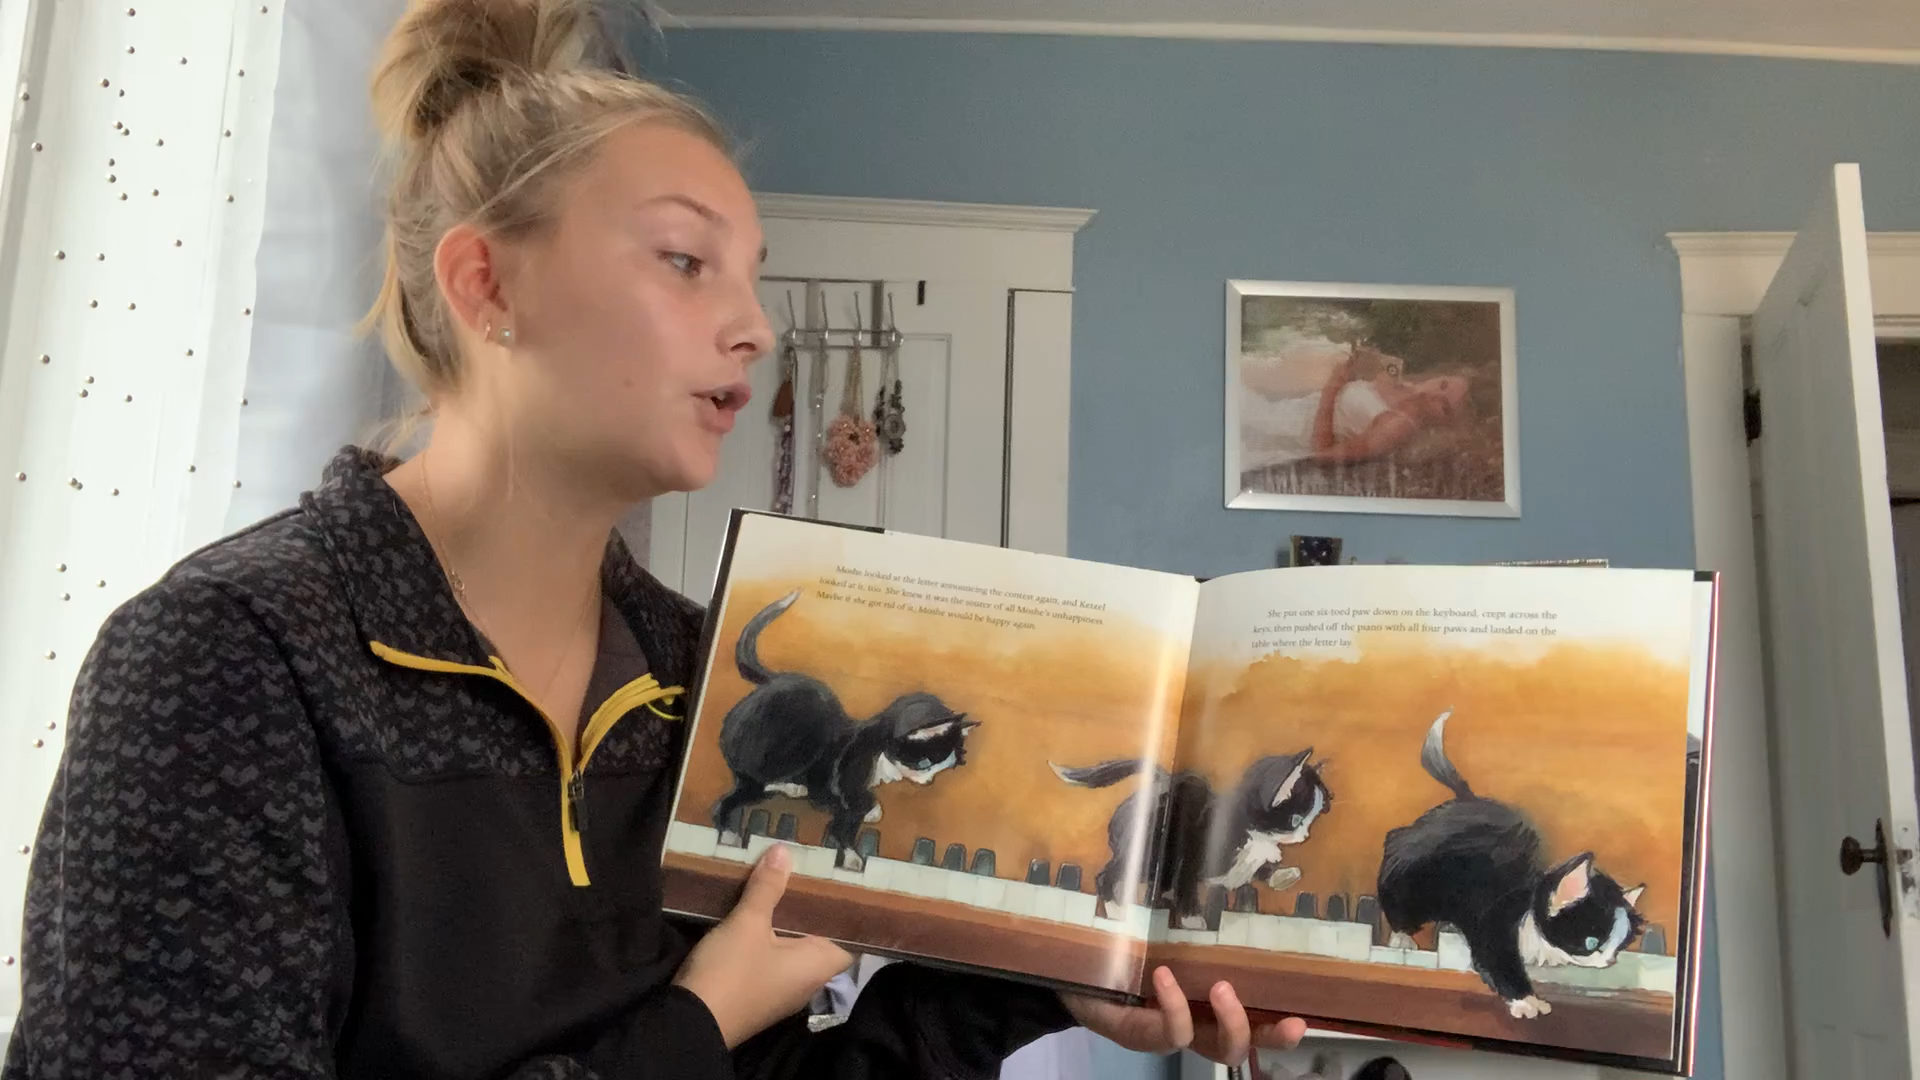 Moshe looked at the letter announcing the contest again, and Ketzel
looked at it, too. She knew it was the source of all Moshe's unhappiness.
Maybe if she got rid of it, Moshe would be happy again.
She put one six-toed paw down on the keyboard, crept across the
keys, then pushed off the piano with all four paws and landed on the
table where the letter lay.